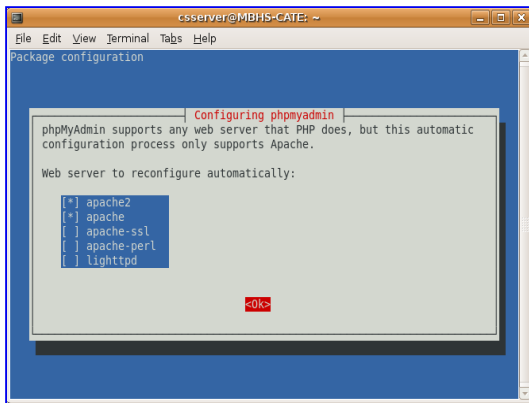 csserver@MBHS-CATE: ~
File Edit View Terminal Tabs Help
Package configuration
Configuring phpmyadmin
phpMyAdmin supports any web server that PHP does, but this automatic
configuration process only supports Apache.
Web server to reconfigure automatically:
[*] apache2
[*] apache
[ ] apache-ssl
[ ] apache-perl
[ ] lighttpd
<Ok>